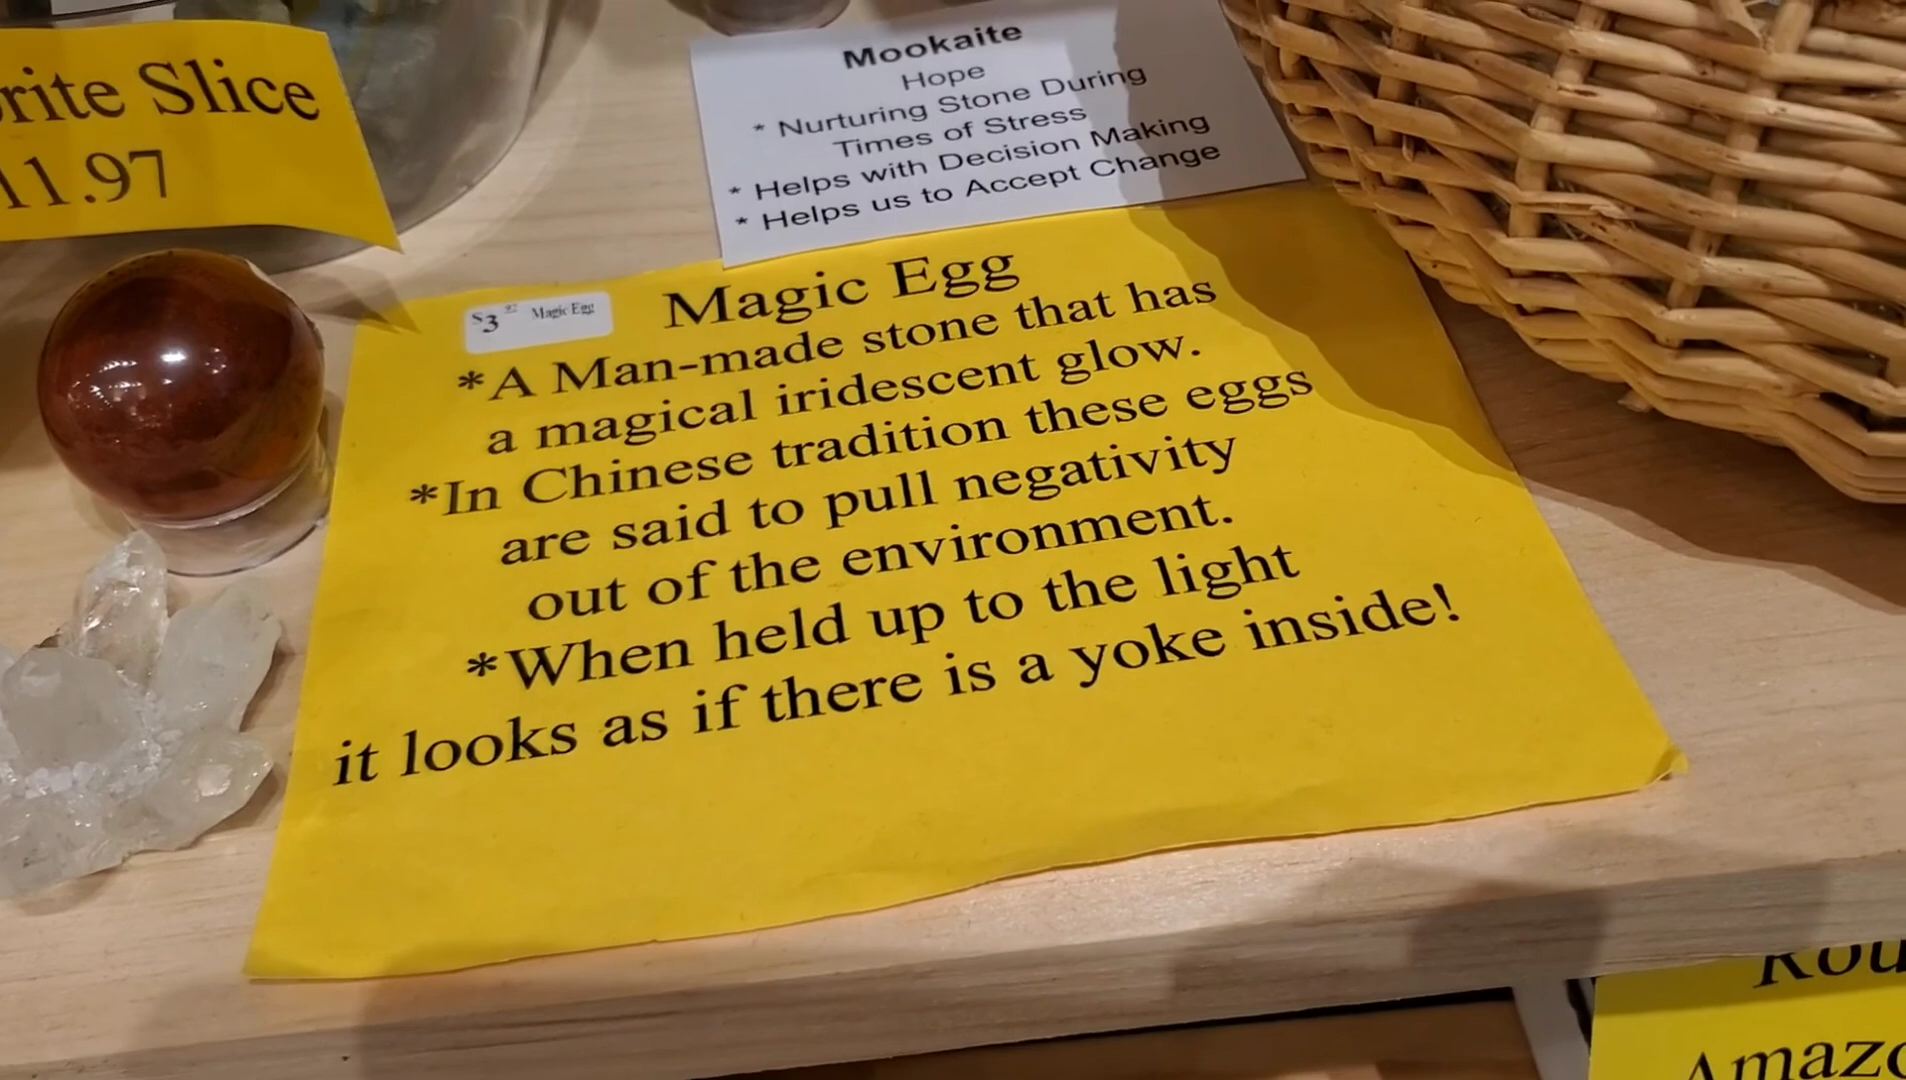 Slice
11.97
Mookaite
Hope
* Nurturing Stone During
Times of Stress
* Helps with Decision Making
* Helps us to Accept Change
$3 97 Magic Egg
Magic Egg
*A Man-made stone that has
a magical iridescent glow.
*In Chinese tradition these eggs
are said to pull negativity
out of the environment.
*When held up to the light
it looks as if there is a yoke inside!